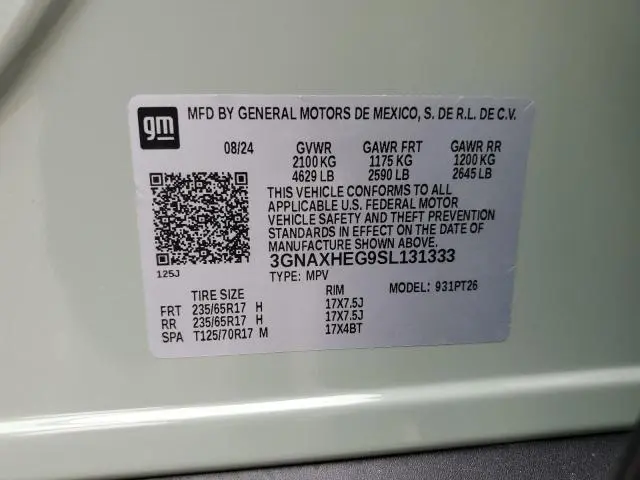 gm
MFD BY GENERAL MOTORS DE MEXICO, S. DE R.L. DE C.V.
08/24 GVWR GAWR FRT GAWR RR
2100 KG 1175 KG 1200 KG
4629 LB 2590 LB 2645 LB
THIS VEHICLE CONFORMS TO ALL
APPLICABLE U.S. FEDERAL MOTOR
VEHICLE SAFETY AND THEFT PREVENTION
STANDARDS IN EFFECT ON THE DATE OF
MANUFACTURE SHOWN ABOVE.
125J 3GNAXHEG9SL131333
TYPE: MPV MODEL: 931PT26
TIRE SIZE RIM
FRT 235/65R17 H 17X7.5J
RR 235/65R17 H 17X7.5J
SPA T125/70R17 M 17X4BT